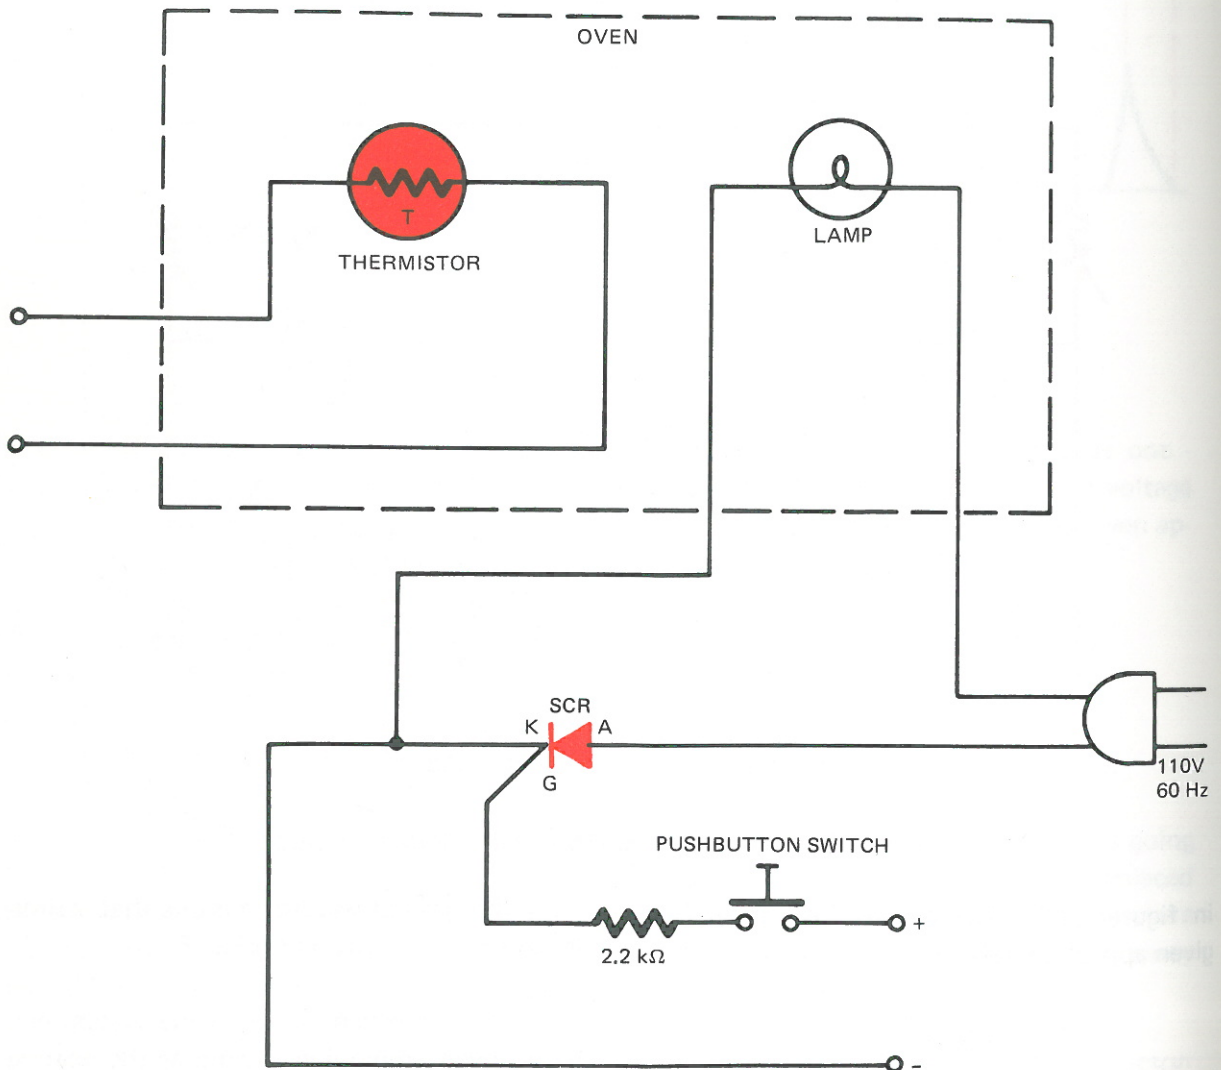 OVEN
T
THERMISTOR
LAMP
SCR
K
A
G
110V
60 Hz
PUSHBUTTON SWITCH
+
2.2 kΩ
-